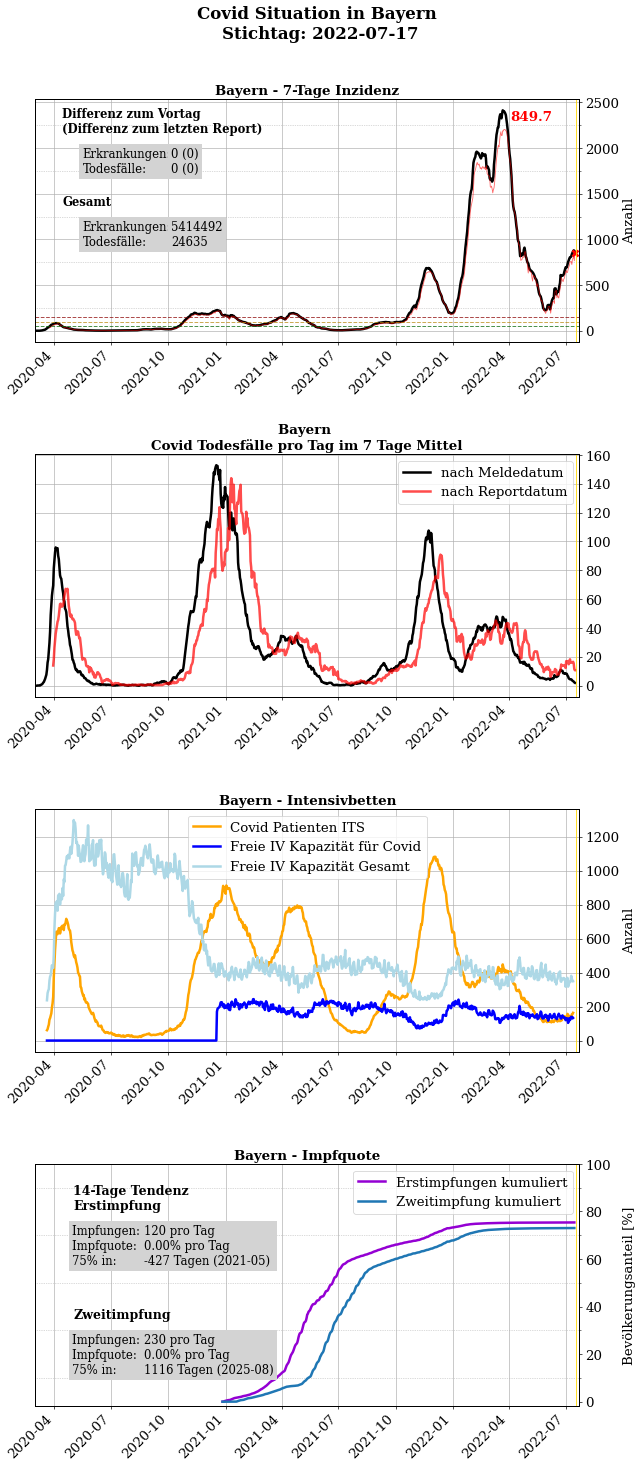 Covid Situation in Bayern
Stichtag: 2022-07-17
Bayern - 7-Tage Inzidenz
Differenz zum Vortag
(Differenz zum letzten Report)
Erkrankungen 0 (0)
Todesfälle: 0 (0)
Gesamt
Erkrankungen 5414492
Todesfälle: 24635
849.7
2500
2000
1500
1000
500
0
Anzahl
2020-04
2020-07
2020-10
2021-01
2021-04
2021-07
2021-10
2022-01
2022-04
2022-07
Bayern
Covid Todesfälle pro Tag im 7 Tage Mittel
nach Meldedatum
nach Reportdatum
160
140
120
100
80
60
40
20
0
2020-04
2020-07
2020-10
2021-01
2021-04
2021-07
2021-10
2022-01
2022-04
2022-07
Bayern - Intensivbetten
Covid Patienten ITS
Freie IV Kapazität für Covid
Freie IV Kapazität Gesamt
1200
1000
800
600
400
200
0
Anzahl
2020-04
2020-07
2020-10
2021-01
2021-04
2021-07
2021-10
2022-01
2022-04
2022-07
Bayern - Impfquote
14-Tage Tendenz
Erstimpfung
Impfungen: 120 pro Tag
Impfquote: 0.00% pro Tag
75% in: -427 Tagen (2021-05)
Zweitimpfung
Impfungen: 230 pro Tag
Impfquote: 0.00% pro Tag
75% in: 1116 Tagen (2025-08)
Erstimpfungen kumuliert
Zweitimpfung kumuliert
100
80
60
40
20
0
Bevölkerungsanteil [%]
2020-04
2020-07
2020-10
2021-01
2021-04
2021-07
2021-10
2022-01
2022-04
2022-07